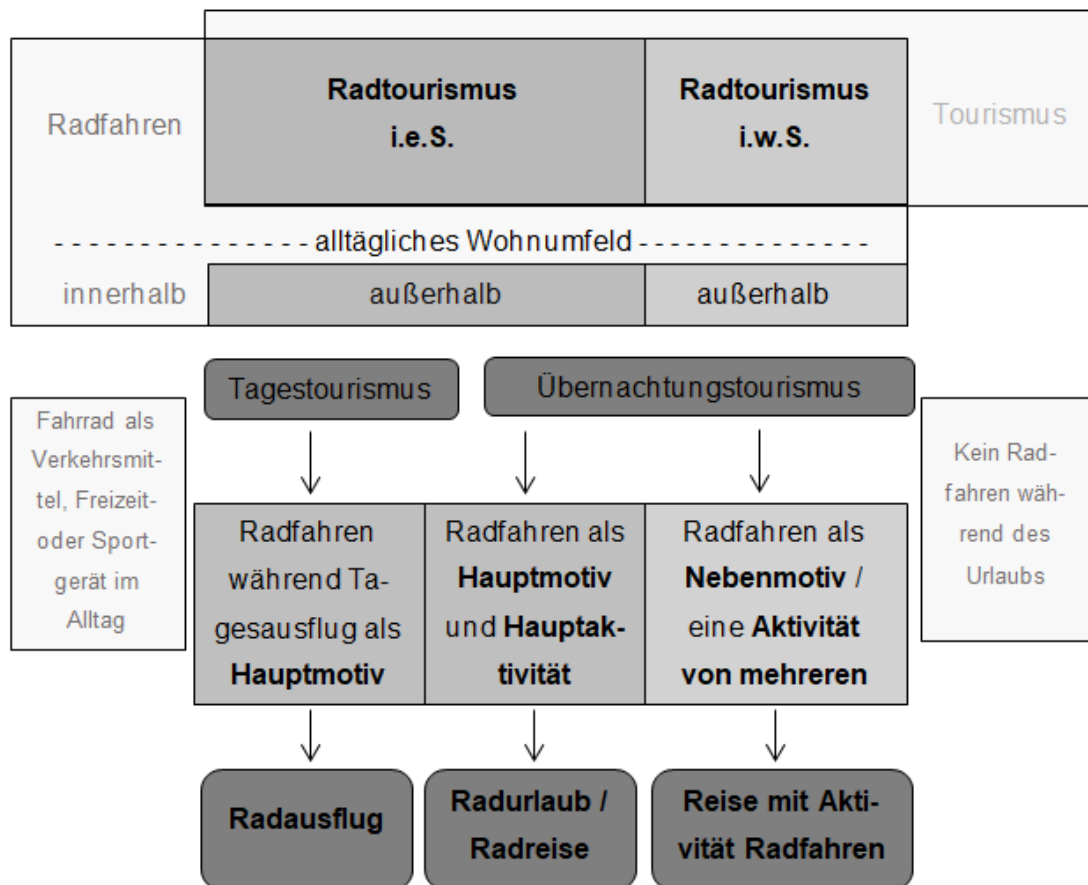 Radfahren
Radtourismus
i.e.S.
Radtourismus
i.w.S.
Tourismus
- - - - - - - - - - - - - - - alltägliches Wohnumfeld - - - - - - - - - - - - - -
innerhalb
außerhalb
außerhalb
Tagestourismus
Übernachtungstourismus
Fahrrad als
Verkehrsmit-
tel, Freizeit-
oder Sport-
gerät im
Alltag
Radfahren
während Ta-
gesausflug als
Hauptmotiv
Radfahren als
Hauptmotiv
und Hauptak-
tivität
Radfahren als
Nebenmotiv /
eine Aktivität
von mehreren
Kein Rad-
fahren wäh-
rend des
Urlaubs
Radausflug
Radurlaub /
Radreise
Reise mit Akti-
vität Radfahren